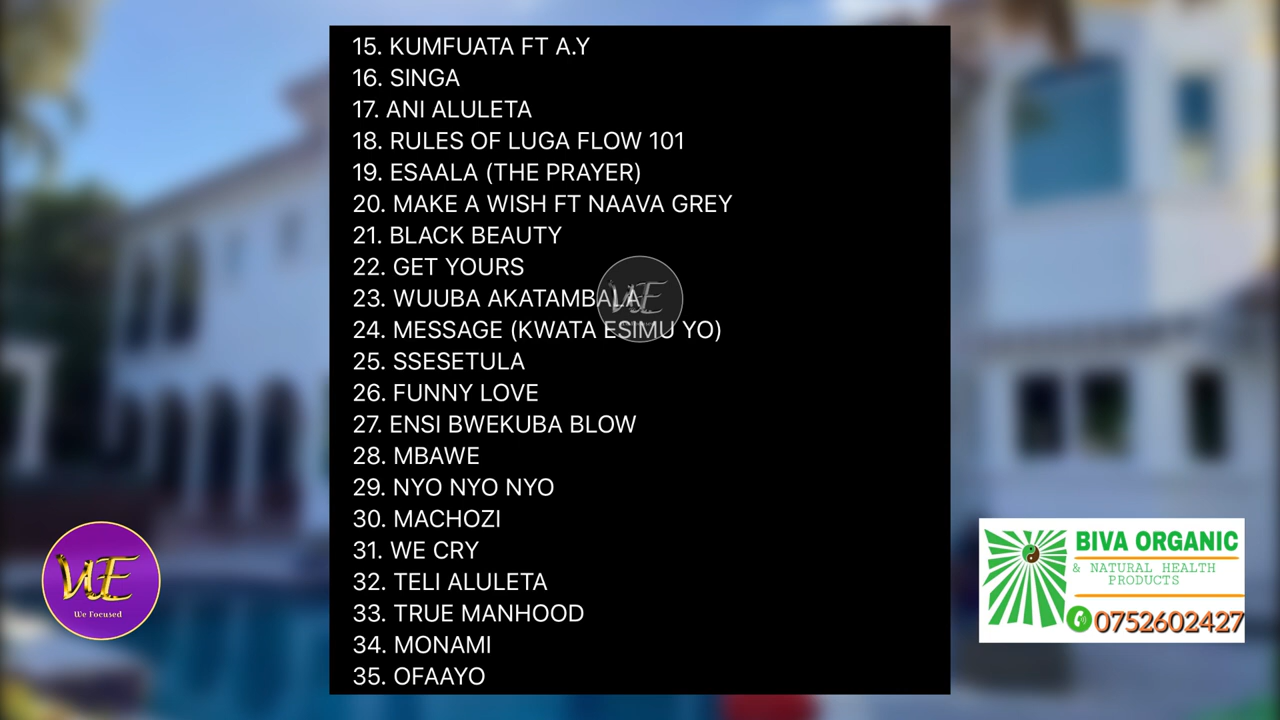 15. KUMFUATA FT A.Y
16. SINGA
17. ANI ALULETA
18. RULES OF LUGA FLOW 101
19. ESAALA (THE PRAYER)
20. MAKE A WISH FT NAAVA GREY
21. BLACK BEAUTY
22. GET YOURS
23. WUUBA AKATAMBALA
24. MESSAGE (KWATA ESIMU YO)
25. SSESETULA
26. FUNNY LOVE
27. ENSI BWEKUBA BLOW
28. MBAWE
29. NYO NYO NYO
30. MACHOZI
31. WE CRY
32. TELI ALULETA
33. TRUE MANHOOD
34. MONAMI
35. OFAAYO
We Focused
BIVA ORGANIC
& NATURAL HEALTH
PRODUCTS
0752602427